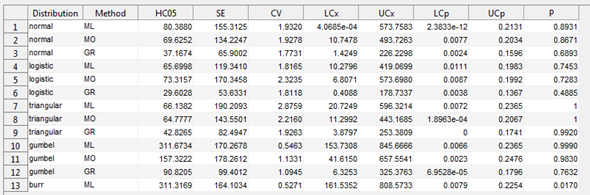 Distribution Method HC05 SE CV LCx UCx LCp UCp P
1 normal ML 80.3880 155.3125 1.9320 4.0685e-04 573.7583 2.3833e-12 0.2131 0.8931
2 normal MO 69.6252 134.2247 1.9278 10.7478 493.7263 0.0077 0.2034 0.8671
3 normal GR 37.1674 65.9002 1.7731 1.4249 226.2298 0.0024 0.1596 0.6893
4 logistic ML 65.6998 119.3410 1.8165 10.2796 419.0699 0.0111 0.1983 0.7453
5 logistic MO 73.3157 170.3458 2.3235 6.8071 573.6980 0.0087 0.1992 0.7283
6 logistic GR 29.6028 53.6331 1.8118 0.4088 178.7337 0.0038 0.1367 0.4885
7 triangular ML 66.1382 190.2093 2.8759 20.7249 596.3214 0.0072 0.2365 1
8 triangular MO 64.7777 143.5501 2.2160 11.2992 443.1685 1.8963e-04 0.2067 1
9 triangular GR 42.8265 82.4947 1.9263 3.8797 253.3809 0 0.1741 0.9920
10 gumbel ML 311.6734 170.2678 0.5463 153.7308 845.6666 0.0066 0.2365 0.9990
11 gumbel MO 157.3222 178.2612 1.1331 41.6150 657.5541 0.0023 0.2476 0.9830
12 gumbel GR 90.8205 99.4012 1.0945 6.3253 325.3763 6.9528e-05 0.1796 0.7632
13 burr ML 311.3169 164.1034 0.5271 161.5352 808.5733 0.0079 0.2254 0.0170